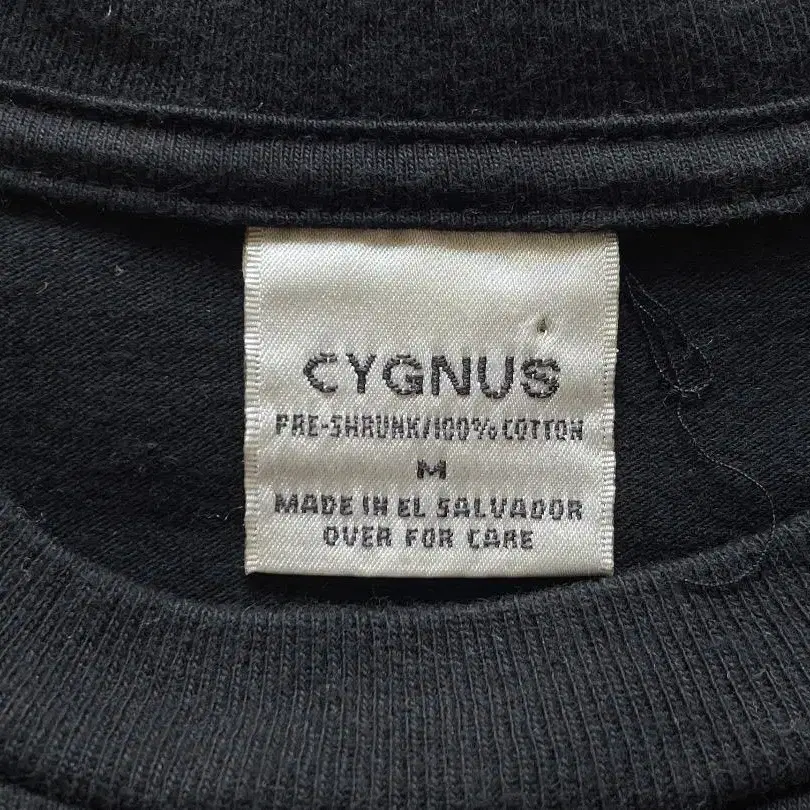 CYGNUS
PRE-SHRUNK/100% COTTON
M
MADE IN EL SALVADOR
OVER FOR CARE